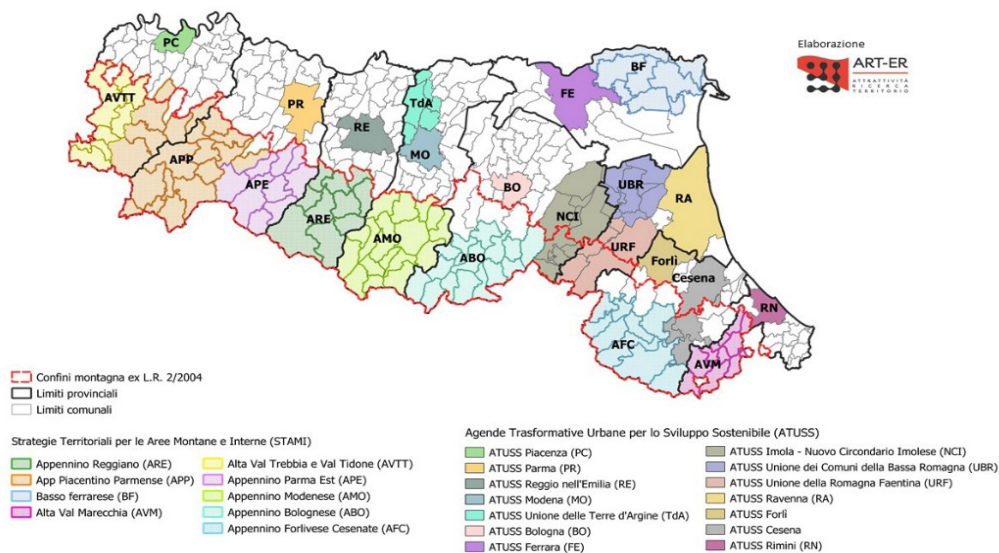 Elaborazione
ART-ER
ATTRATTIVITÀ
RICERCA
TERRITORIO
PC
AVTT
PR
APP
TdA
RE
MO
APE
ARE
AMO
BO
ABO
FE
BF
UBR
RA
NCI
URF
Forlì
Cesena
RN
AFC
AVM
Confini montagna ex L.R. 2/2004
Limiti provinciali
Limiti comunali
Strategie Territoriali per le Aree Montane e Interne (STAMI)
Appennino Reggiano (ARE)
App Piacentino Parmense (APP)
Basso ferrarese (BF)
Alta Val Marecchia (AVM)
Alta Val Trebbia e Val Tidone (AVTT)
Appennino Parma Est (APE)
Appennino Modenese (AMO)
Appennino Bolognese (ABO)
Appennino Forlivese Cesenate (AFC)
Agende Trasformative Urbane per lo Sviluppo Sostenibile (ATUSS)
ATUSS Piacenza (PC)
ATUSS Parma (PR)
ATUSS Reggio nell'Emilia (RE)
ATUSS Modena (MO)
ATUSS Unione delle Terre d'Argine (TdA)
ATUSS Bologna (BO)
ATUSS Ferrara (FE)
ATUSS Imola - Nuovo Circondario Imolese (NCI)
ATUSS Unione dei Comuni della Bassa Romagna (UBR)
ATUSS Unione della Romagna Faentina (URF)
ATUSS Ravenna (RA)
ATUSS Forlì
ATUSS Cesena
ATUSS Rimini (RN)